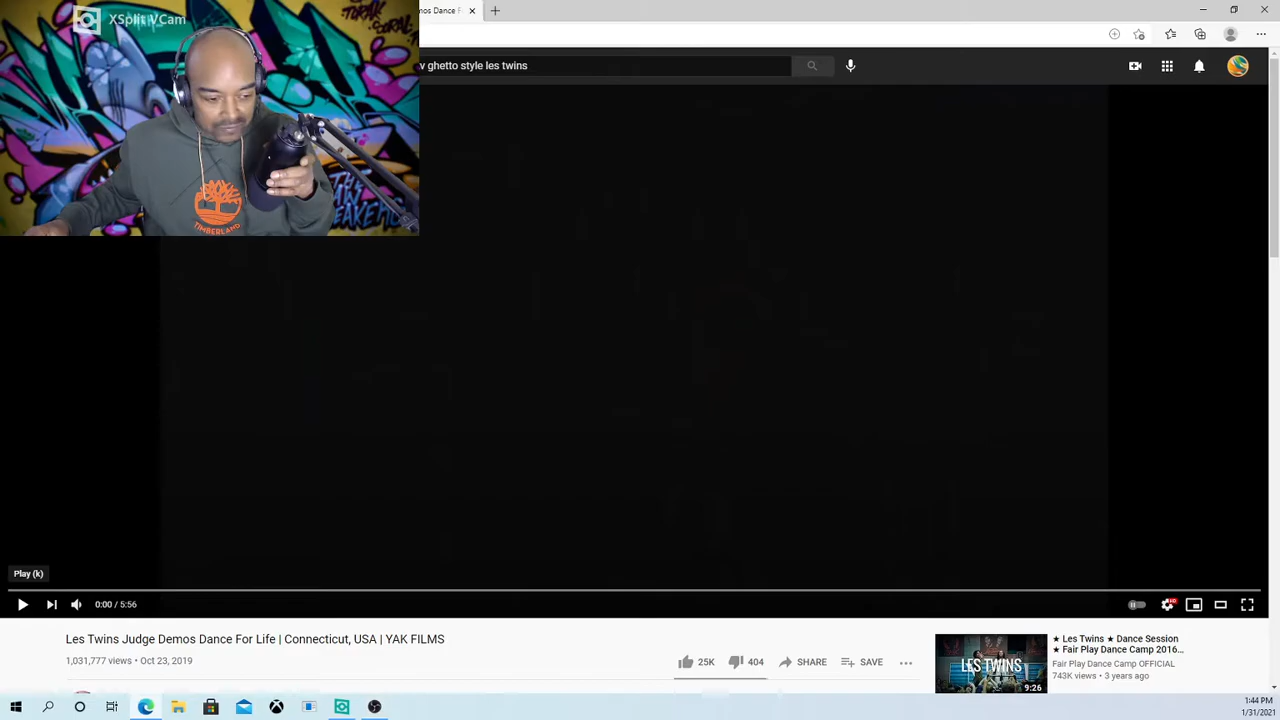 XSplit VCam
mos Dance F
v ghetto style les twins
TIMBERLAND
THE
Play (k)
0:00 / 5:56
HD
Les Twins Judge Demos Dance For Life | Connecticut, USA | YAK FILMS
1,031,777 views • Oct 23, 2019
25K
404
SHARE
SAVE
LES TWINS
9:26
★ Les Twins ★ Dance Session
★ Fair Play Dance Camp 2016...
Fair Play Dance Camp OFFICIAL
743K views • 3 years ago
1:44 PM
1/31/2021